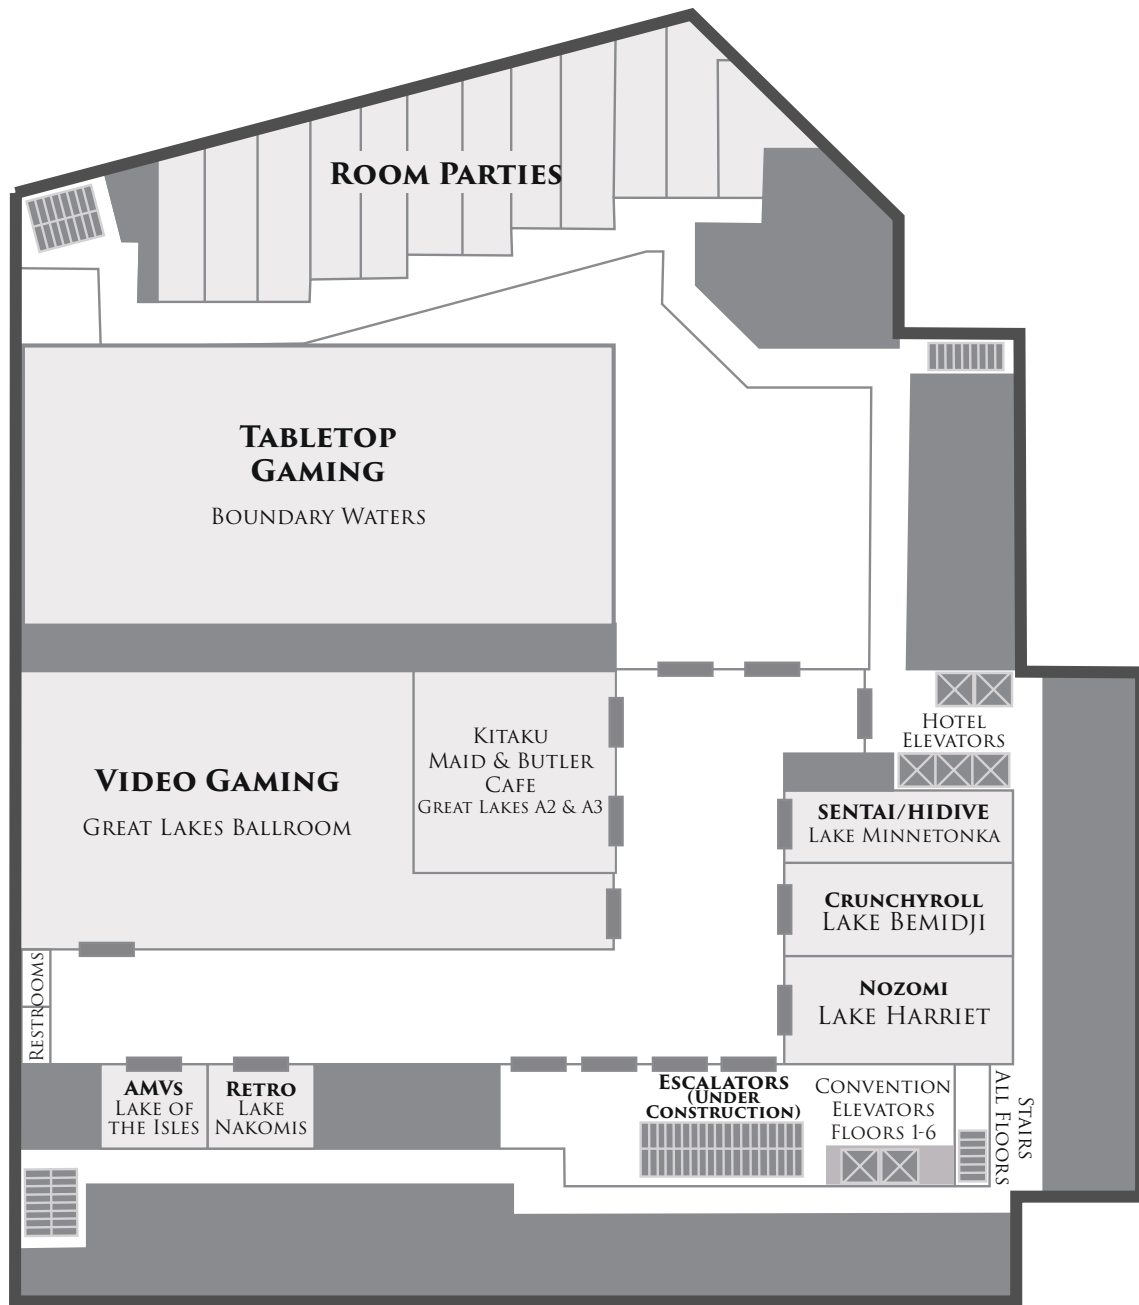 Room Parties
Tabletop
Gaming
Boundary Waters
Kitaku
Maid & Butler
Cafe
Great Lakes A2 & A3
Video Gaming
Great Lakes Ballroom
Hotel
Elevators
SENTAI/HIDIVE
Lake Minnetonka
Crunchyroll
Lake Bemidji
Nozomi
Lake Harriet
Restrooms
AMVs
Lake of
the Isles
Retro
Lake
Nakomis
Escalators
(Under
Construction)
Convention
Elevators
Floors 1-6
Stairs
All Floors